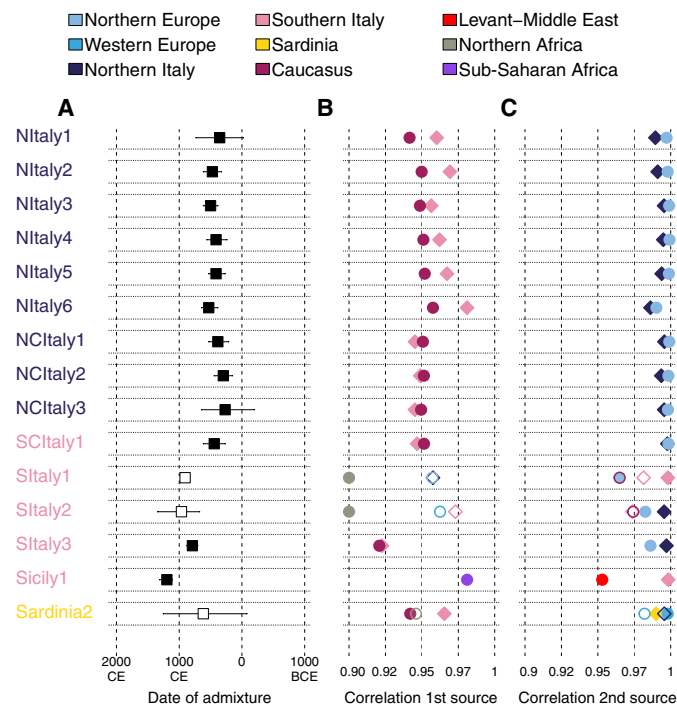 Northern Europe Southern Italy Levant–Middle East
Western Europe Sardinia Northern Africa
Northern Italy Caucasus Sub-Saharan Africa
A B C
NItaly1
NItaly2
NItaly3
NItaly4
NItaly5
NItaly6
NCItaly1
NCItaly2
NCItaly3
SCItaly1
SItaly1
SItaly2
SItaly3
Sicily1
Sardinia2
2000 1000 0 1000 0.90 0.92 0.95 0.97 1 0.9 0.92 0.95 0.97 1
CE CE BCE
Date of admixture Correlation 1st source Correlation 2nd source